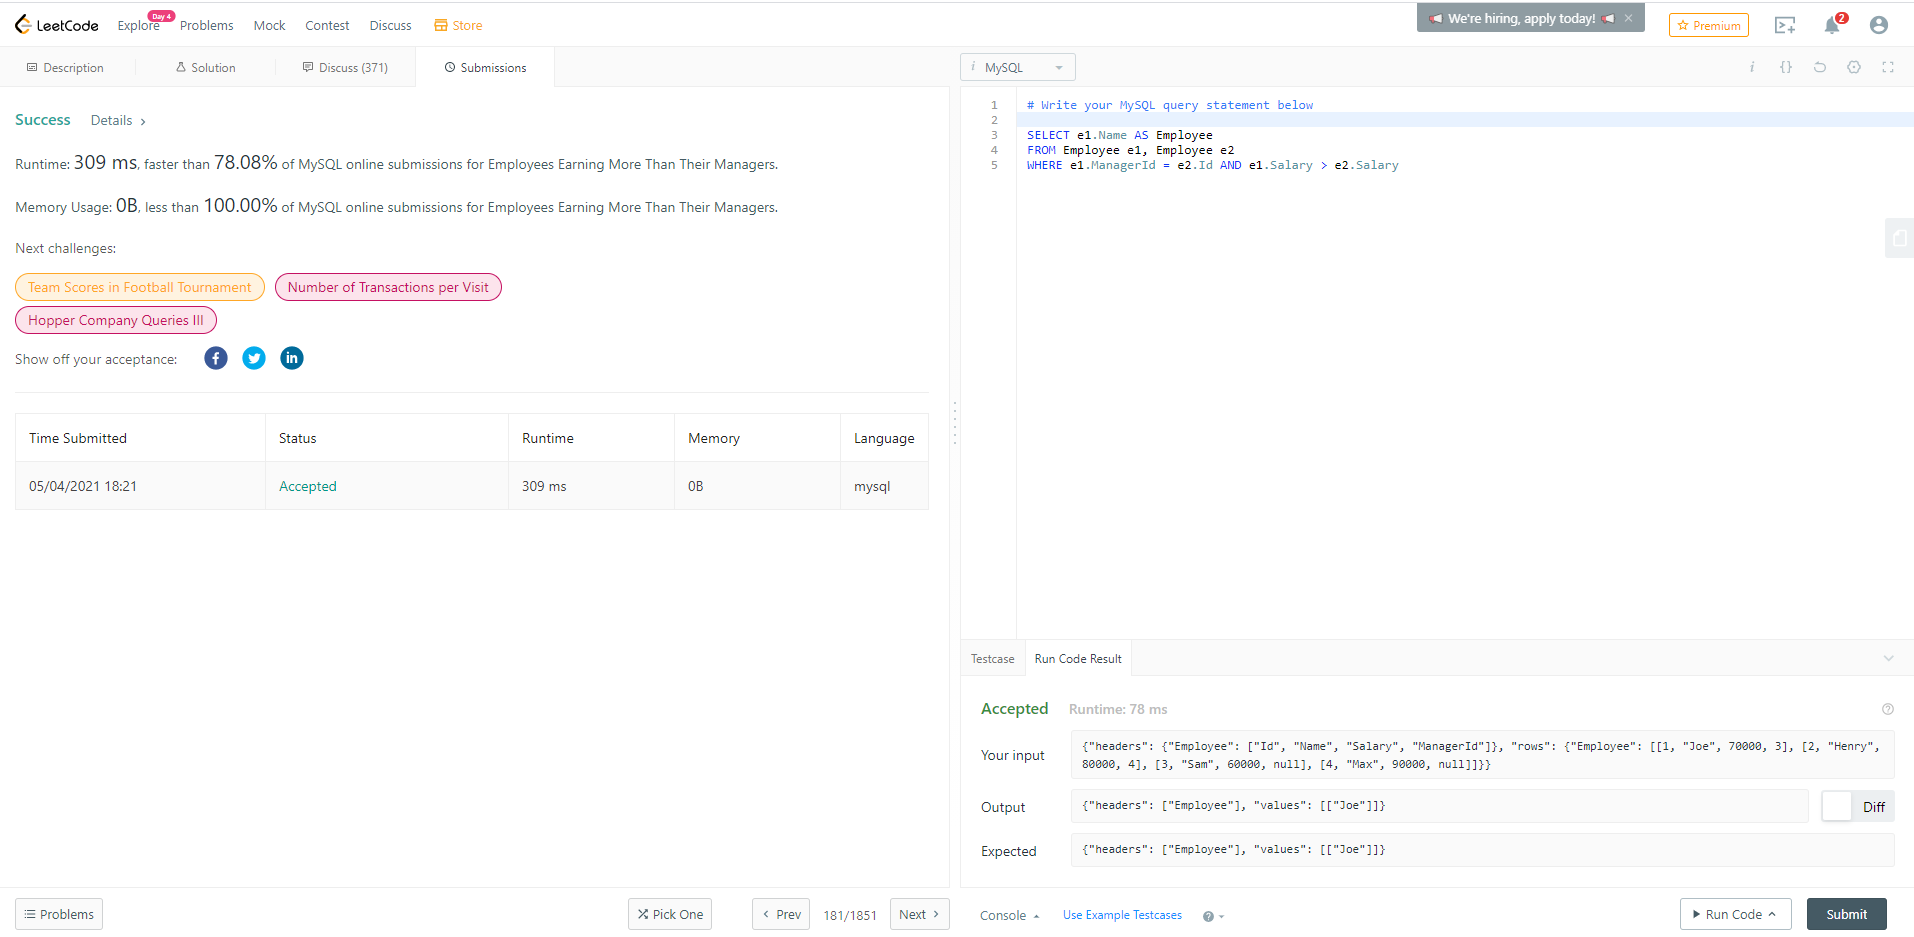 LeetCode
Explore
Day 4
Problems
Mock
Contest
Discuss
Store
We're hiring, apply today!
Premium
2
Description
Solution
Discuss (371)
Submissions
i MySQL
Success
Details
Runtime: 309 ms, faster than 78.08% of MySQL online submissions for Employees Earning More Than Their Managers.
Memory Usage: 0B, less than 100.00% of MySQL online submissions for Employees Earning More Than Their Managers.
Next challenges:
Team Scores in Football Tournament
Number of Transactions per Visit
Hopper Company Queries III
Show off your acceptance:
Time Submitted Status Runtime Memory Language
05/04/2021 18:21 Accepted 309 ms 0B mysql
1 # Write your MySQL query statement below
2
3 SELECT e1.Name AS Employee
4 FROM Employee e1, Employee e2
5 WHERE e1.ManagerId = e2.Id AND e1.Salary > e2.Salary
Testcase
Run Code Result
Accepted
Runtime: 78 ms
Your input
{"headers": {"Employee": ["Id", "Name", "Salary", "ManagerId"]}, "rows": {"Employee": [[1, "Joe", 70000, 3], [2, "Henry",
80000, 4], [3, "Sam", 60000, null], [4, "Max", 90000, null]]}}
Output
{"headers": ["Employee"], "values": [["Joe"]]}
Diff
Expected
{"headers": ["Employee"], "values": [["Joe"]]}
Problems
Pick One
Prev
181/1851
Next
Console
Use Example Testcases
Run Code
Submit